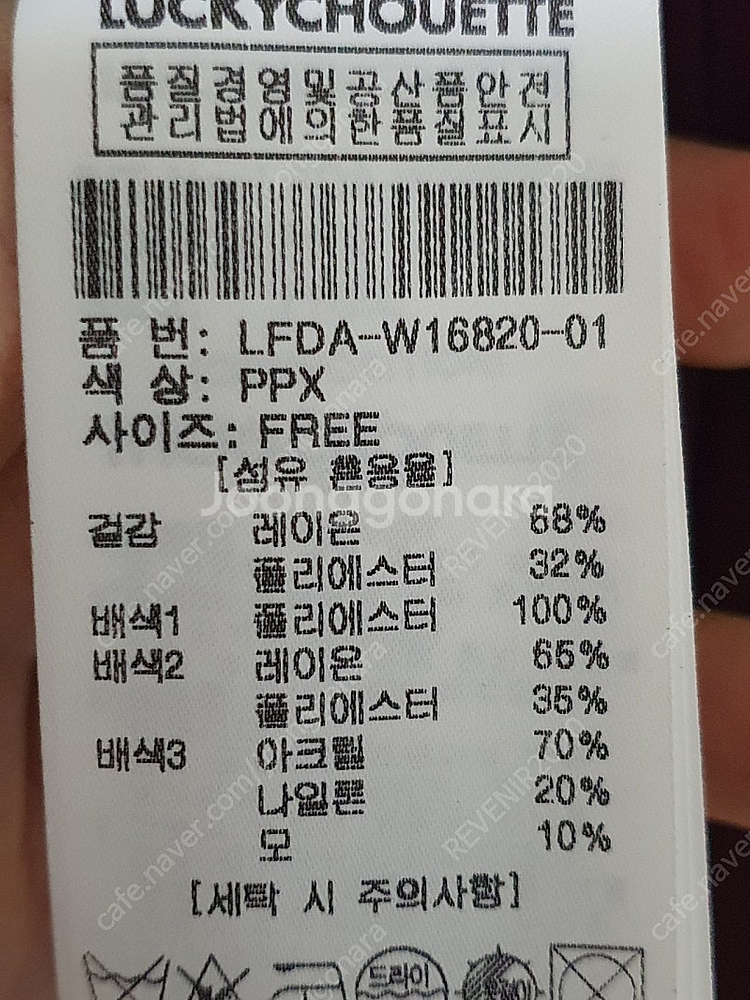 LUCKYCHOUETTE
품질경영및공산품안전
관리법에의한품질표시
품 번: LFDA-W16820-01
색 상: PPX
사이즈: FREE
[섬유 혼용율]
Joonggonara
겉감 레이온 68%
폴리에스터 32%
배색1 폴리에스터 100%
배색2 레이온 65%
폴리에스터 35%
배색3 아크릴 70%
나일론 20%
모 10%
[세탁 시 주의사항]
드라이